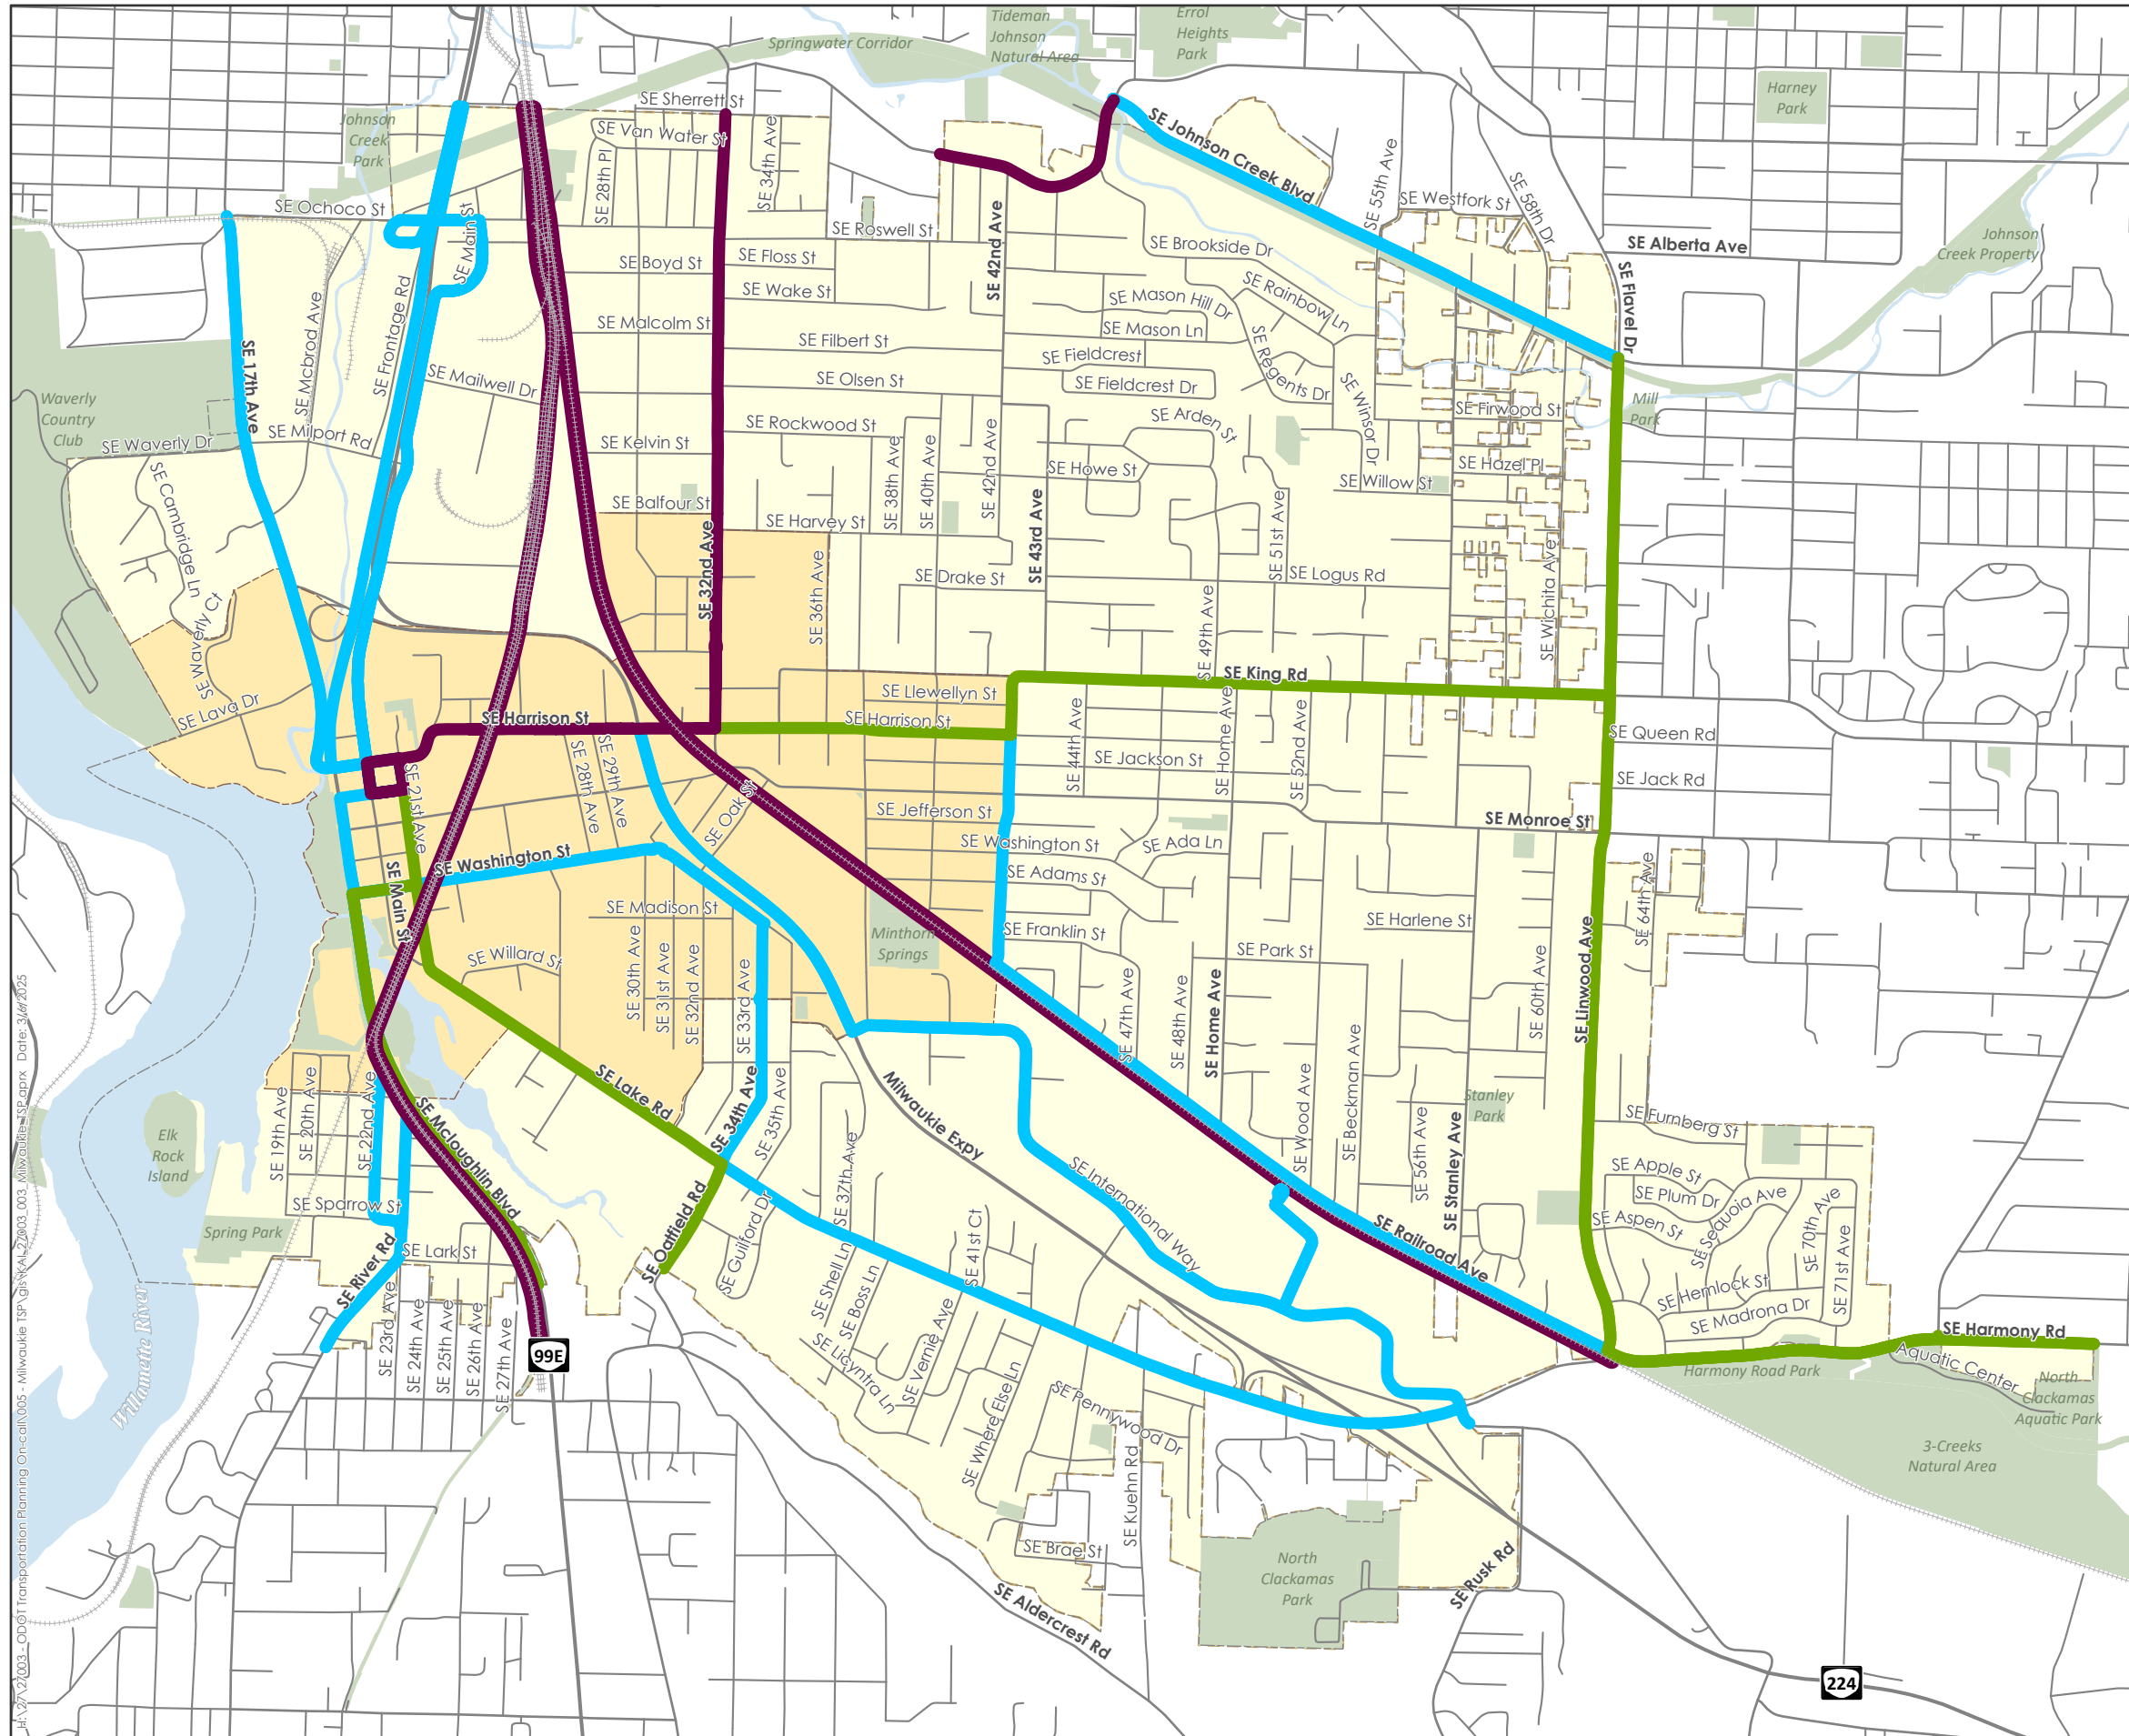 Tideman
Johnson
Natural Area
Errol
Heights
Park
Springwater Corridor
Harney
Park
Johnson
Creek
Park
SE Sherrett St
SE Van Water St
SE 34th Ave
SE 28th Pl
SE Johnson Creek Blvd
SE 55th Ave
SE Westfork St
SE 58th Dr
SE Ochoco St
SE Main St
SE Roswell St
SE 42nd Ave
SE Brookside Dr
SE Alberta Ave
Johnson
Creek Property
SE Boyd St
SE Floss St
SE Wake St
SE Mason Hill Dr
SE Rainbow Ln
SE Flavel Dr
SE Mcbrod Ave
SE Frontage Rd
SE Malcolm St
SE Filbert St
SE Mason Ln
SE 17th Ave
SE Fieldcrest
SE Regents Dr
SE Mailwell Dr
SE Olsen St
SE Fieldcrest Dr
SE Winsor Dr
Waverly
Country
Club
Mill
Park
SE Firwood St
SE Arden St
SE Waverly Dr
SE Milport Rd
SE Kelvin St
SE Rockwood St
SE 38th Ave
SE 40th Ave
SE 42nd Ave
SE Howe St
SE Hazel Pl
SE Willow St
SE Cambridge Ln
SE Balfour St
SE Harvey St
SE 43rd Ave
SE 51st Ave
SE 32nd Ave
SE 36th Ave
SE Drake St
SE Logus Rd
SE Wichita Ave
SE Waverly Ct
SE 49th Ave
SE King Rd
SE Lava Dr
SE Llewellyn St
SE Harrison St
SE Harrison St
SE 44th Ave
SE Home Ave
SE 52nd Ave
SE Queen Rd
SE 28th Ave
SE 29th Ave
SE Jackson St
SE Jack Rd
SE 21st Ave
SE Oak St
SE Jefferson St
SE Monroe St
SE Washington St
SE Washington St
SE Ada Ln
SE Main St
SE Adams St
SE 64th Ave
SE Madison St
SE Harlene St
SE Willard St
Minthorn
Springs
SE Franklin St
SE Park St
SE Linwood Ave
SE 30th Ave
SE 31st Ave
SE 32nd Ave
SE 33rd Ave
SE 47th Ave
SE 48th Ave
SE Home Ave
SE 60th Ave
SE Wood Ave
SE Beckman Ave
SE 56th Ave
SE Stanley Ave
Stanley
Park
SE Lake Rd
SE 34th Ave
SE 35th Ave
Milwaukie Expy
SE Furnberg St
Elk
Rock
Island
SE 19th Ave
SE 20th Ave
SE 22nd Ave
SE Mcloughlin Blvd
SE 37th Ave
SE International Way
SE Apple St
SE Plum Dr
SE Sequoia Ave
SE 70th Ave
SE Aspen St
SE 71st Ave
Spring Park
SE Sparrow St
SE Oatfield Rd
SE Guilford Dr
SE River Rd
SE Lark St
SE Shell Ln
SE Boss Ln
SE 41st Ct
SE Railroad Ave
SE Hemlock St
SE Madrona Dr
SE Harmony Rd
SE 23rd Ave
SE 24th Ave
SE 25th Ave
SE 26th Ave
SE 27th Ave
99E
SE Licyntra Ln
SE Vernie Ave
SE Where Else Ln
SE Pennywood Dr
Harmony Road Park
Aquatic Center
North
Clackamas
Aquatic Park
Willamette River
SE Kuehn Rd
3-Creeks
Natural Area
SE Brae St
North
Clackamas
Park
SE Rusk Rd
SE Aldercrest Rd
224
H:\27\27003 - ODOT Transportation Planning On-call\005 - Milwaukie TSP\gis\KAI_27003_003_Milwaukie_TSP.aprx Date: 3/6/2025